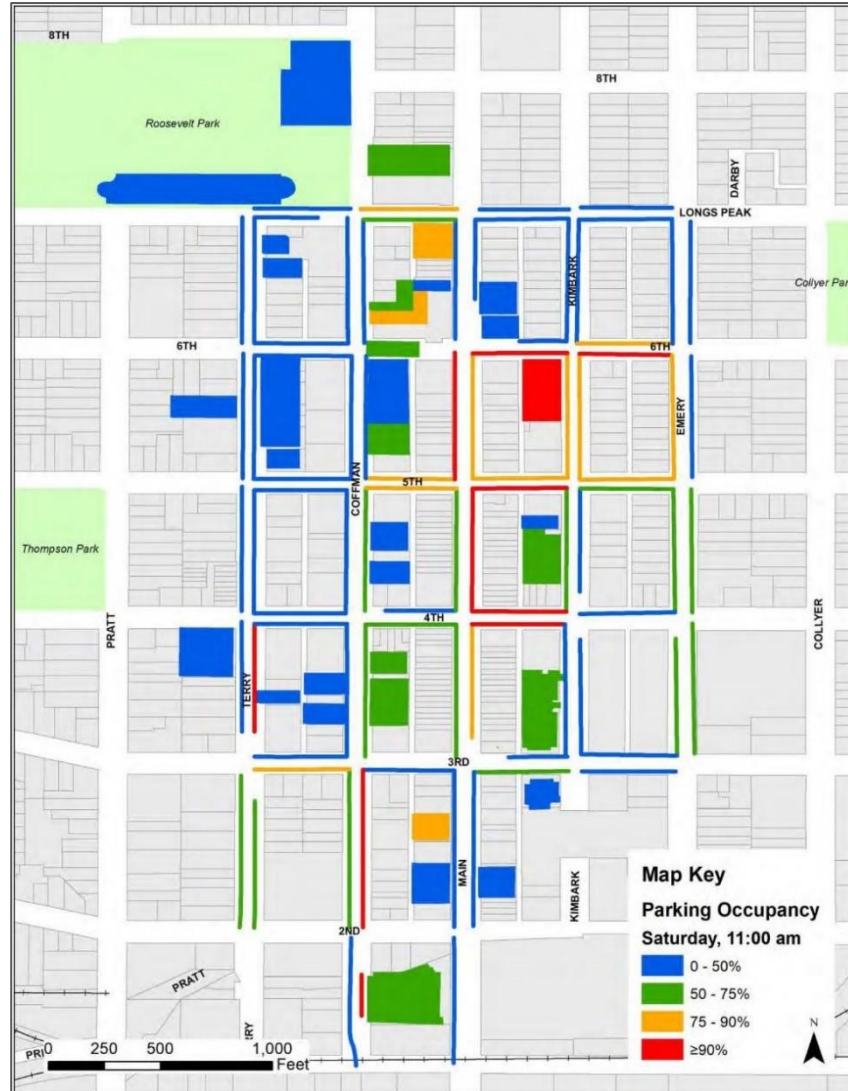 8TH
8TH
Roosevelt Park
DARBY
LONGS PEAK
KIMBARK
Collyer Par
6TH
6TH
EMERY
COFFMAN
5TH
Thompson Park
PRATT
4TH
COLLYER
TERRY
3RD
MAIN
KIMBARK
2ND
PRATT
Map Key
Parking Occupancy
Saturday, 11:00 am
0 - 50%
50 - 75%
75 - 90%
≥90%
N
PRI
RY
0 250 500 1,000
Feet